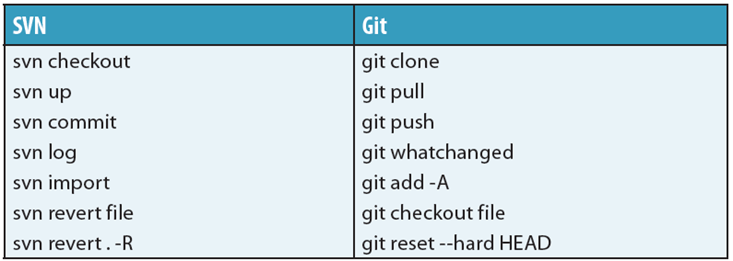 SVN Git
svn checkout git clone
svn up git pull
svn commit git push
svn log git whatchanged
svn import git add -A
svn revert file git checkout file
svn revert . -R git reset --hard HEAD